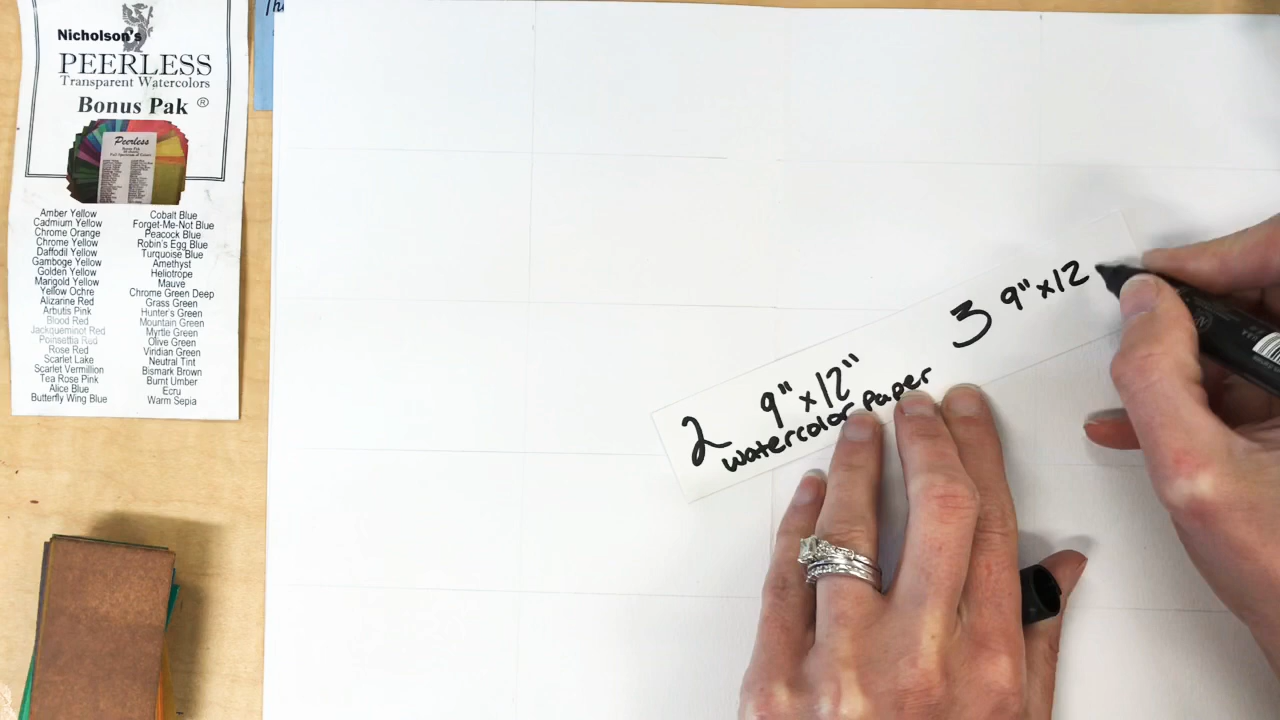 Nicholson's
PEERLESS
Transparent Watercolors
Bonus Pak ®
Peerless
Amber Yellow
Cadmium Yellow
Chrome Orange
Chrome Yellow
Daffodil Yellow
Gamboge Yellow
Golden Yellow
Marigold Yellow
Yellow Ochre
Alizarine Red
Arbutis Pink
Blood Red
Jackqueminot Red
Poinsettia Red
Rose Red
Scarlet Lake
Scarlet Vermillion
Tea Rose Pink
Alice Blue
Butterfly Wing Blue
Cobalt Blue
Forget-Me-Not Blue
Peacock Blue
Robin's Egg Blue
Turquoise Blue
Amethyst
Heliotrope
Mauve
Chrome Green Deep
Grass Green
Hunter's Green
Mountain Green
Myrtle Green
Olive Green
Viridian Green
Neutral Tint
Bismark Brown
Burnt Umber
Ecru
Warm Sepia
2 9" x 12"
watercolor paper
3 9" x 12